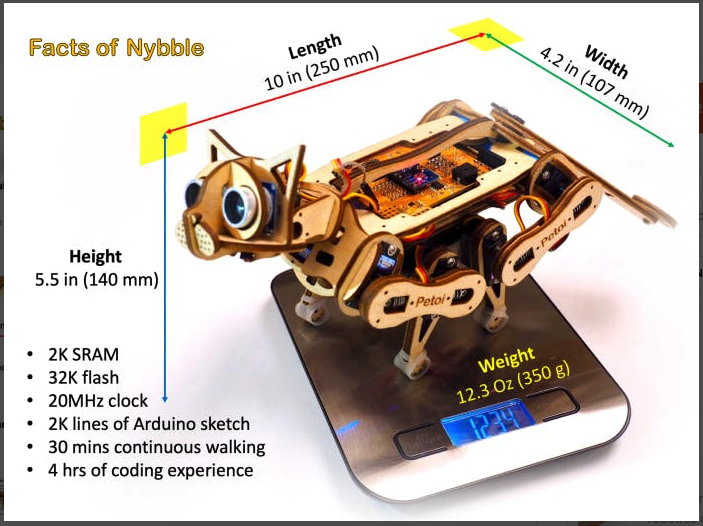 Facts of Nybble
Length
10 in (250 mm)
Width
4.2 in (107 mm)
Height
5.5 in (140 mm)
Petoi
Petoi
Weight
12.3 Oz (350 g)
• 2K SRAM
• 32K flash
• 20MHz clock
• 2K lines of Arduino sketch
• 30 mins continuous walking
• 4 hrs of coding experience